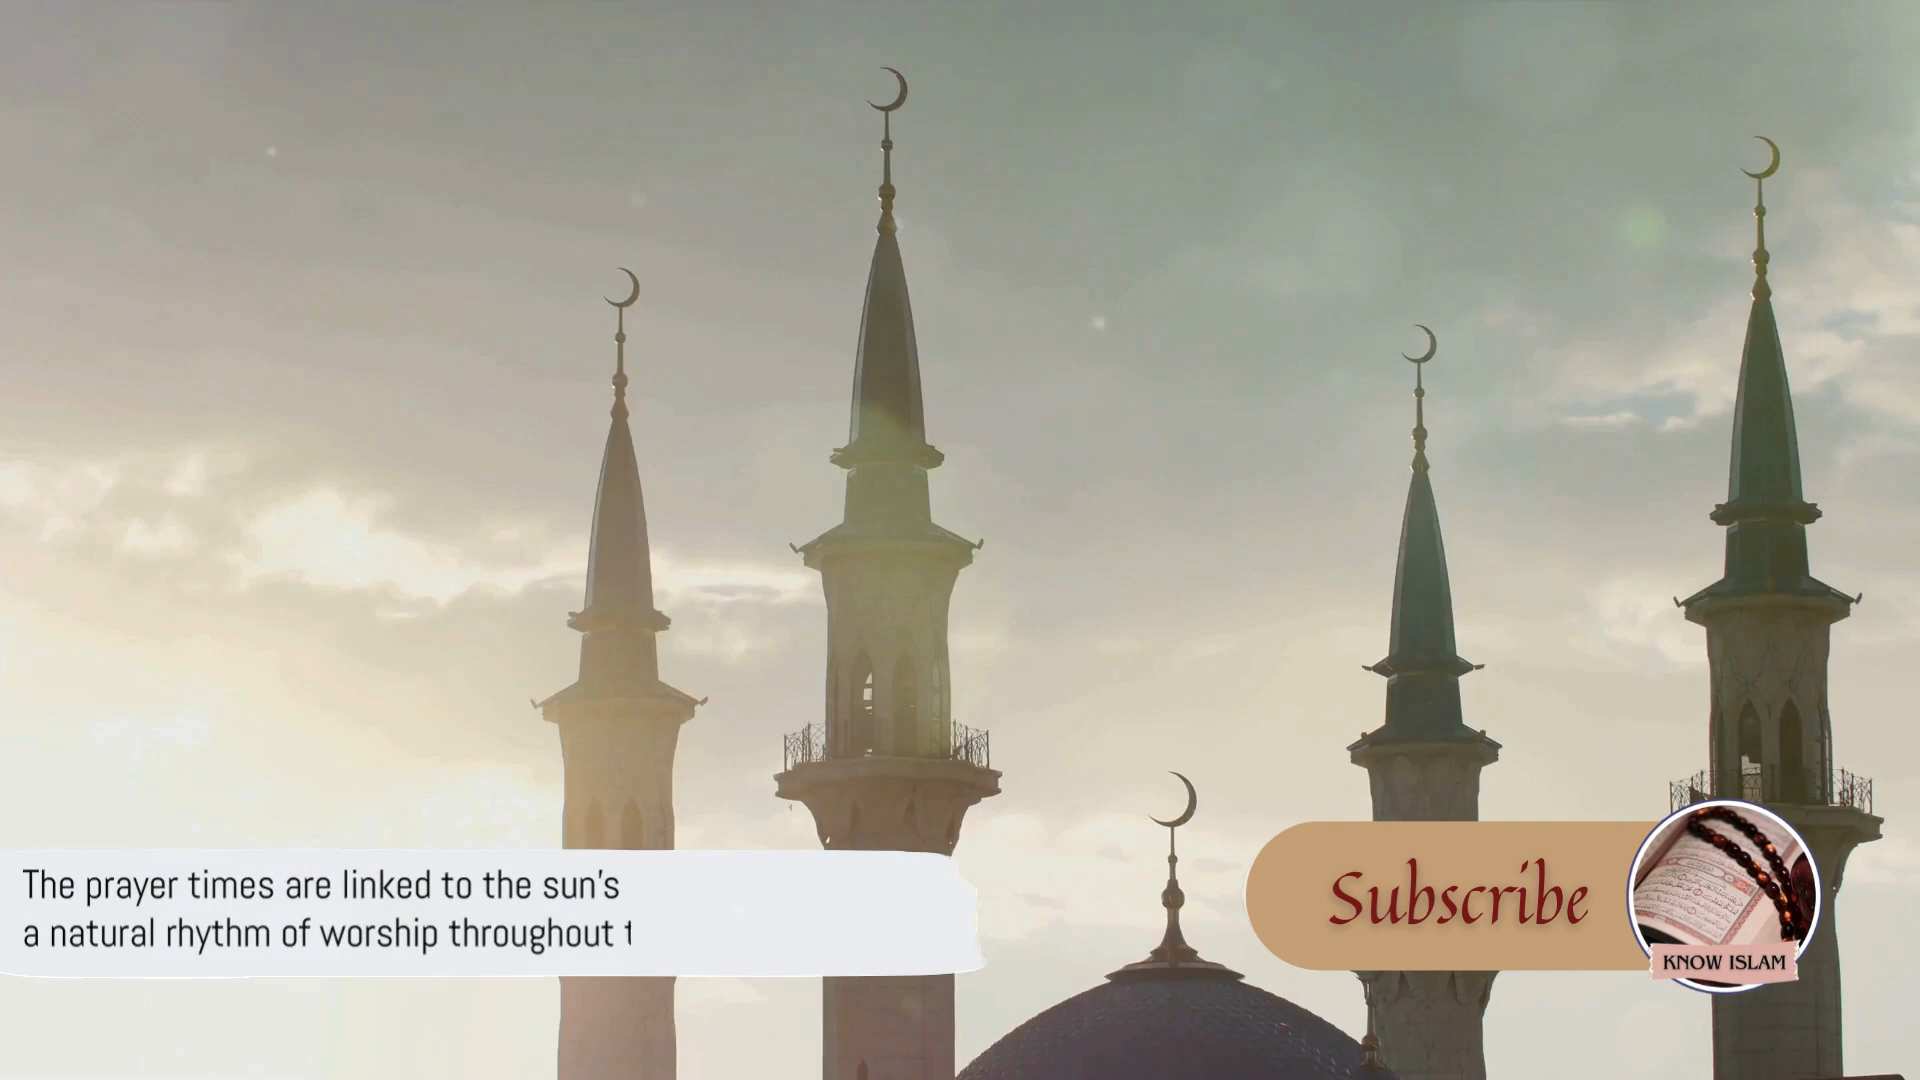 The prayer times are linked to the sun's
a natural rhythm of worship throughout
Subscribe
KNOW ISLAM